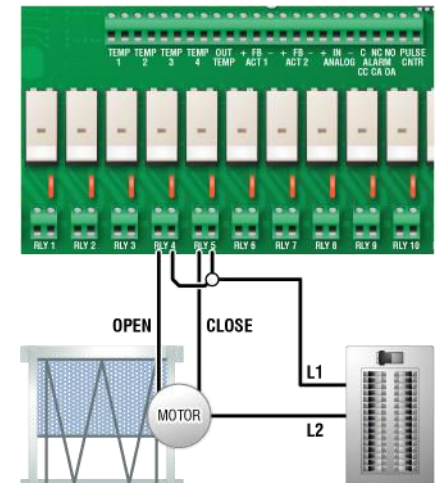 TEMP TEMP TEMP TEMP OUT + FB - + FB - + IN - C NC NO PULSE
1 2 3 4 TEMP ACT 1 ACT 2 ANALOG ALARM CNTR
CC CA OA
RLY 1 RLY 2 RLY 3 RLY 4 RLY 5 RLY 6 RLY 7 RLY 8 RLY 9 RLY 10
OPEN CLOSE
L1
MOTOR
L2